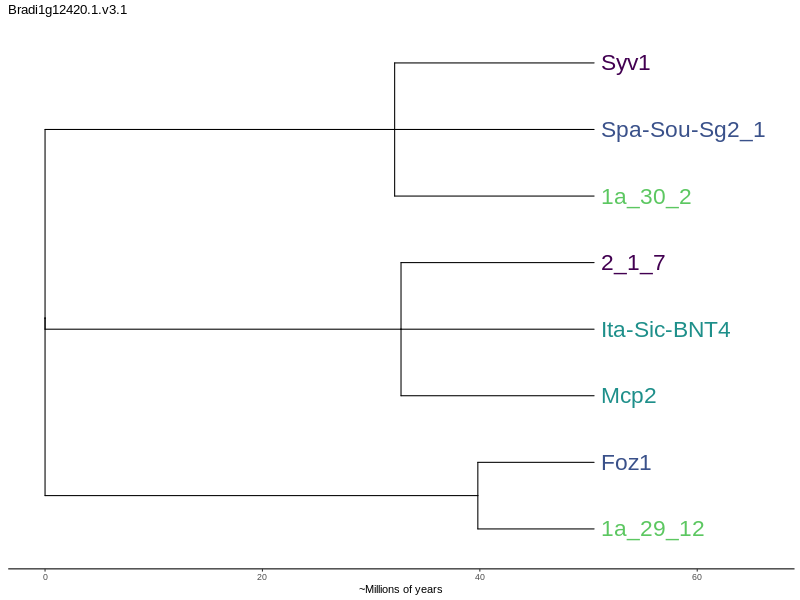 Bradi1g12420.1.v3.1
Syv1
Spa-Sou-Sg2_1
1a_30_2
2_1_7
Ita-Sic-BNT4
Mcp2
Foz1
1a_29_12
0 20 40 60
~Millions of years